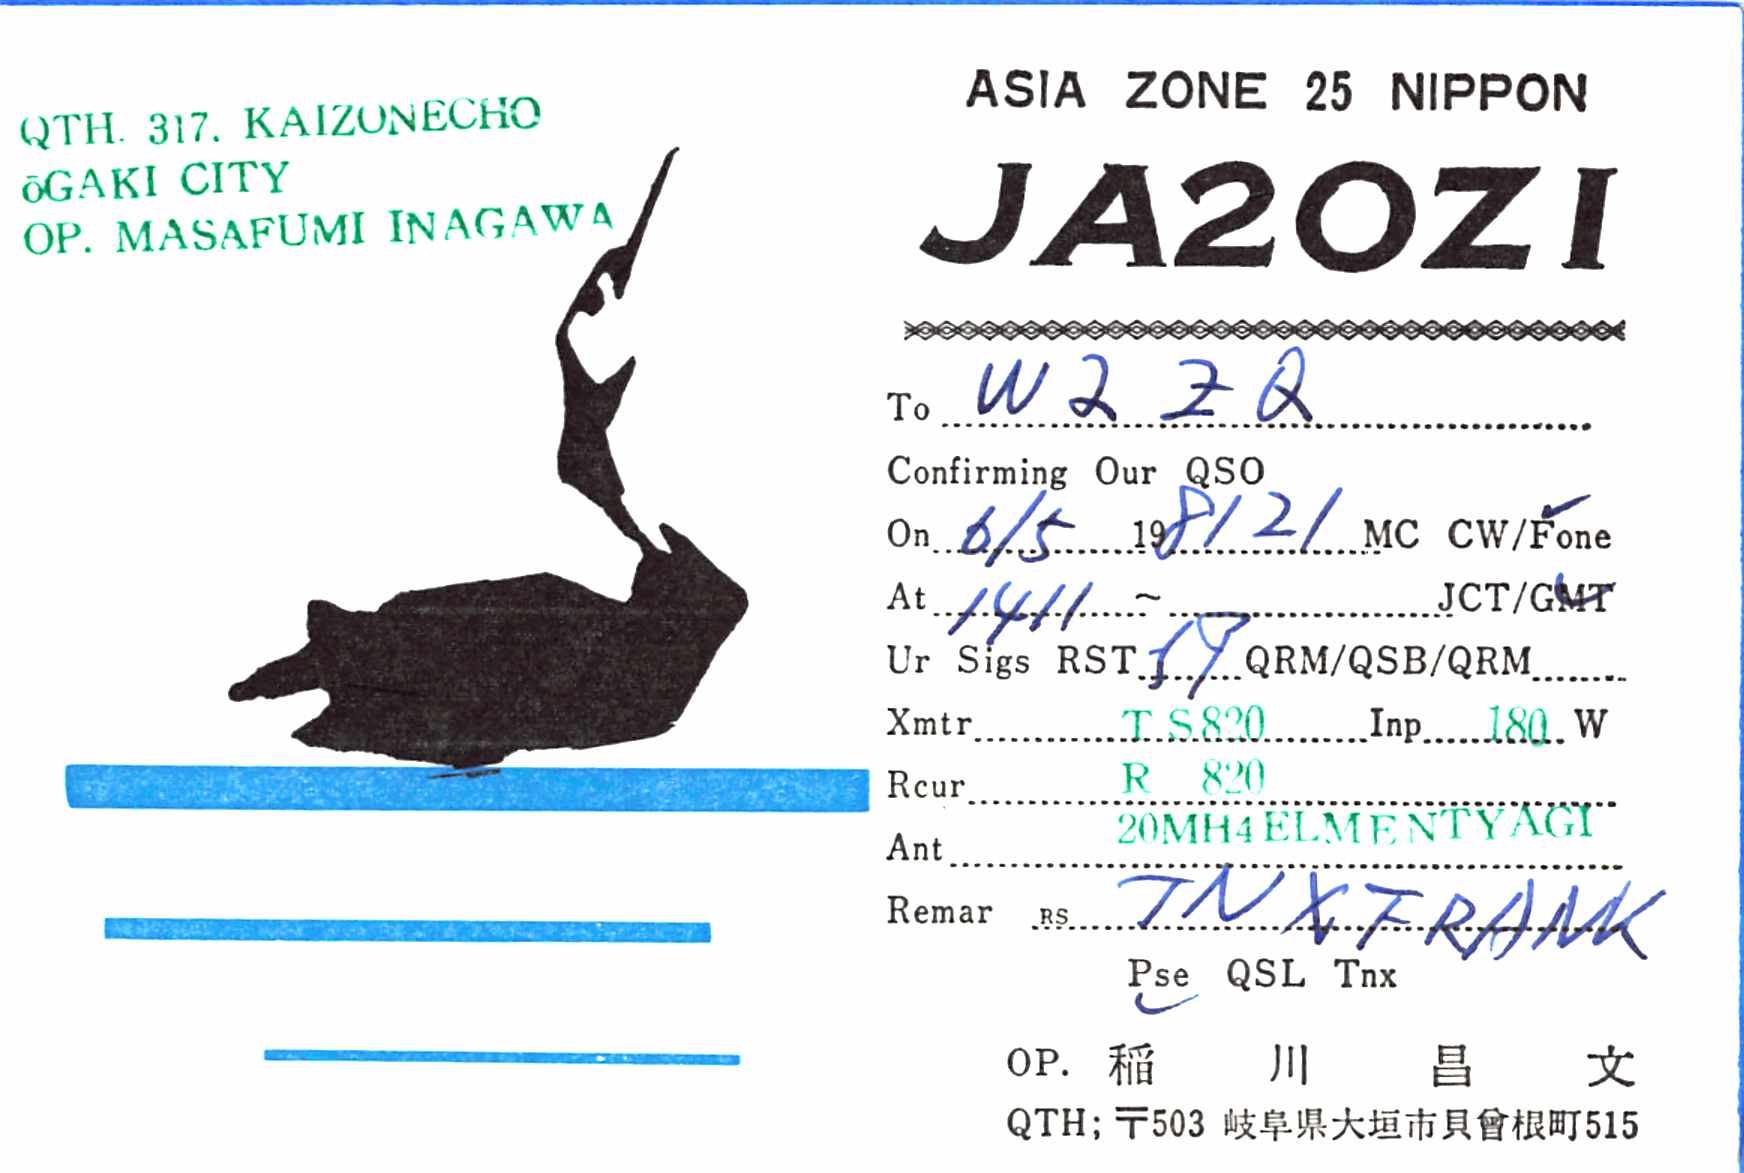 QTH. 317. KAIZUNECHO
ōGAKI CITY
OP. MASAFUMI INAGAWA
ASIA ZONE 25 NIPPON
JA2OZI
To W2ZQ
Confirming Our QSO
On 6/5 1981 21 MC CW/Fone
At 1411 ~ JCT/GMT
Ur Sigs RST 59 QRM/QSB/QRM
Xmtr TS820 Inp 180 W
Rcur R 820
Ant 20MH4ELMENTYAGI
Remar RS TNX FRANK
Pse QSL Tnx
OP. 稲川昌文
QTH; 〒503 岐阜県大垣市貝曽根町515